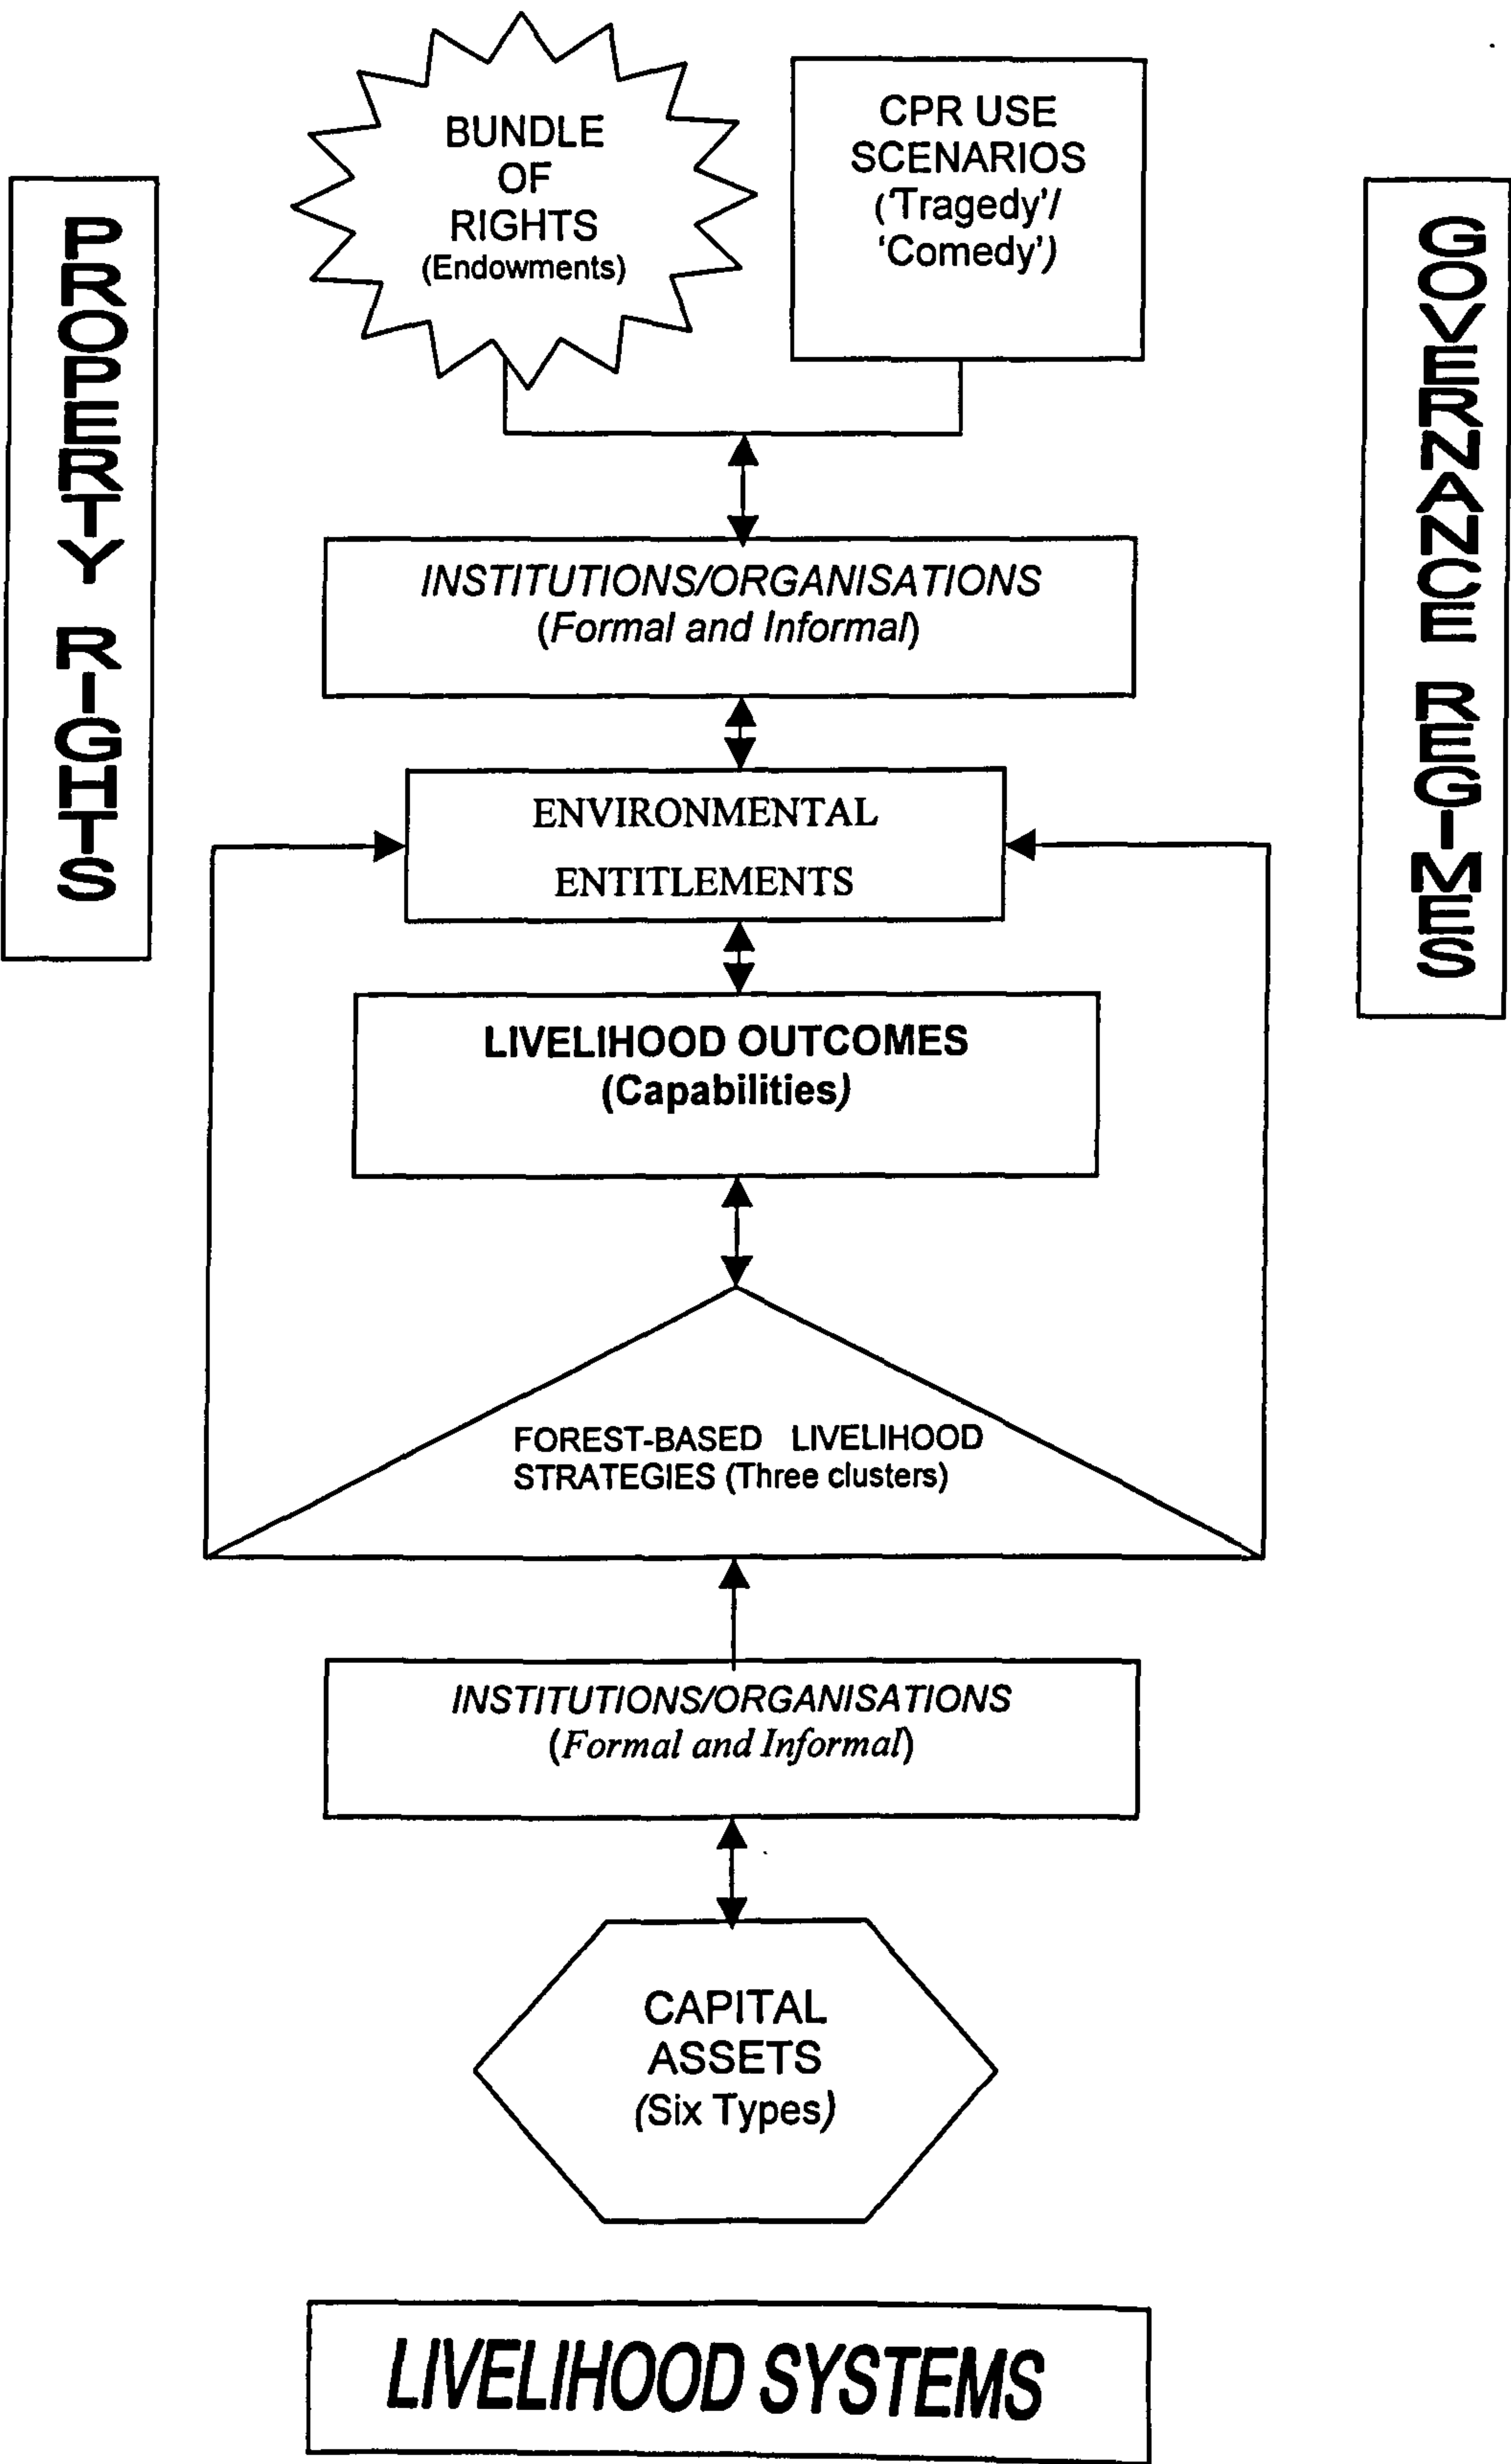 BUNDLE
OF
RIGHTS
(Endowments)
CPR USE
SCENARIOS
('Tragedy'/
'Comedy')
PROPERTY RIGHTS
GOVERNANCE REGIMES
INSTITUTIONS/ORGANISATIONS
(Formal and Informal)
ENVIRONMENTAL
ENTITLEMENTS
LIVELIHOOD OUTCOMES
(Capabilities)
FOREST-BASED LIVELIHOOD
STRATEGIES (Three clusters)
INSTITUTIONS/ORGANISATIONS
(Formal and Informal)
CAPITAL
ASSETS
(Six Types)
LIVELIHOOD SYSTEMS